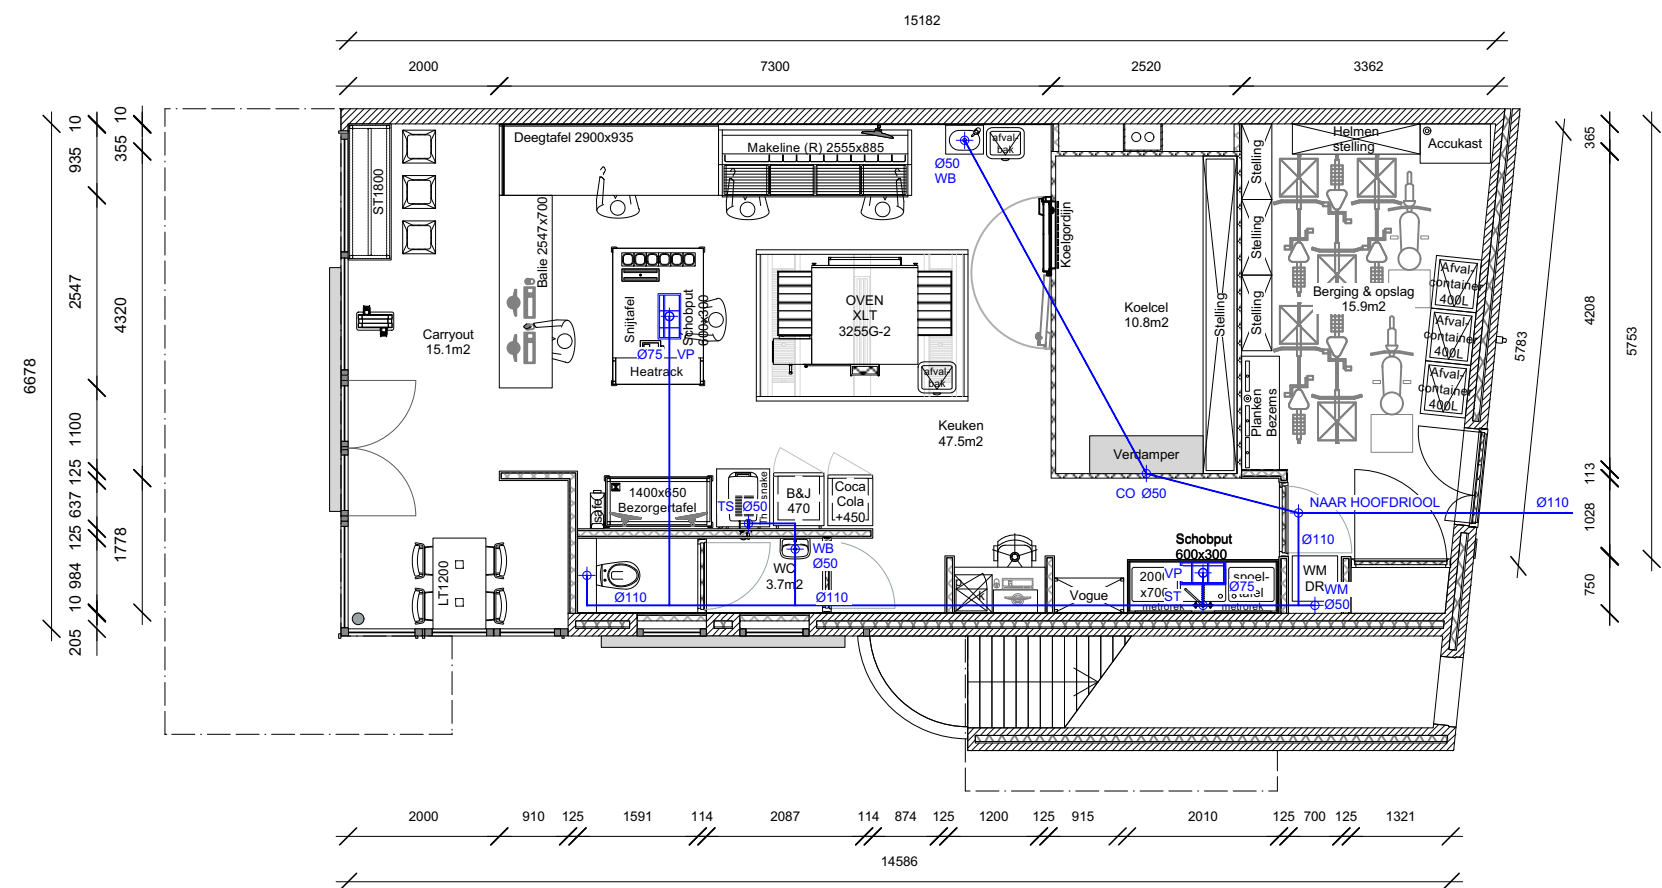 15182
2000
7300
2520
3362
10
10
935
355
2547
4320
6678
1100
125
637
125
1778
984
10
205
365
4208
5783
5753
113
1028
750
Deegtafel 2900x935
Makeline (R) 2555x885
ST1800
Ø50
WB
afval-
bak
Stelling
Helmen
stelling
Accukast
Balie 2547x700
Koelgordijn
Stelling
Stelling
Stelling
Snijtafel
Schobput
600x300
Ø75
VP
Heatrack
OVEN
XLT
3255G-2
afval-
bak
Koelcel
10.8m2
Berging & opslag
15.9m2
Afval-
container
400L
Afval-
container
400L
Afval-
container
400L
Carryout
15.1m2
Planken
Bezems
Keuken
47.5m2
Verdamper
CO Ø50
NAAR HOOFDRIOOL
Ø110
Ø110
safe
1400x650
Bezorgertafel
TS
Ø50
B&J
470
Coca
Cola
+450
WB
Ø50
WC
3.7m2
Ø110
Ø110
LT1200
Schobput
600x300
VP
ST
Ø75
spoel-
metrorek
metrorek
Vogue
WM
WM
Ø50
2000
910
125
1591
114
2087
114
874
125
1200
125
915
2010
125
700
125
1321
14586